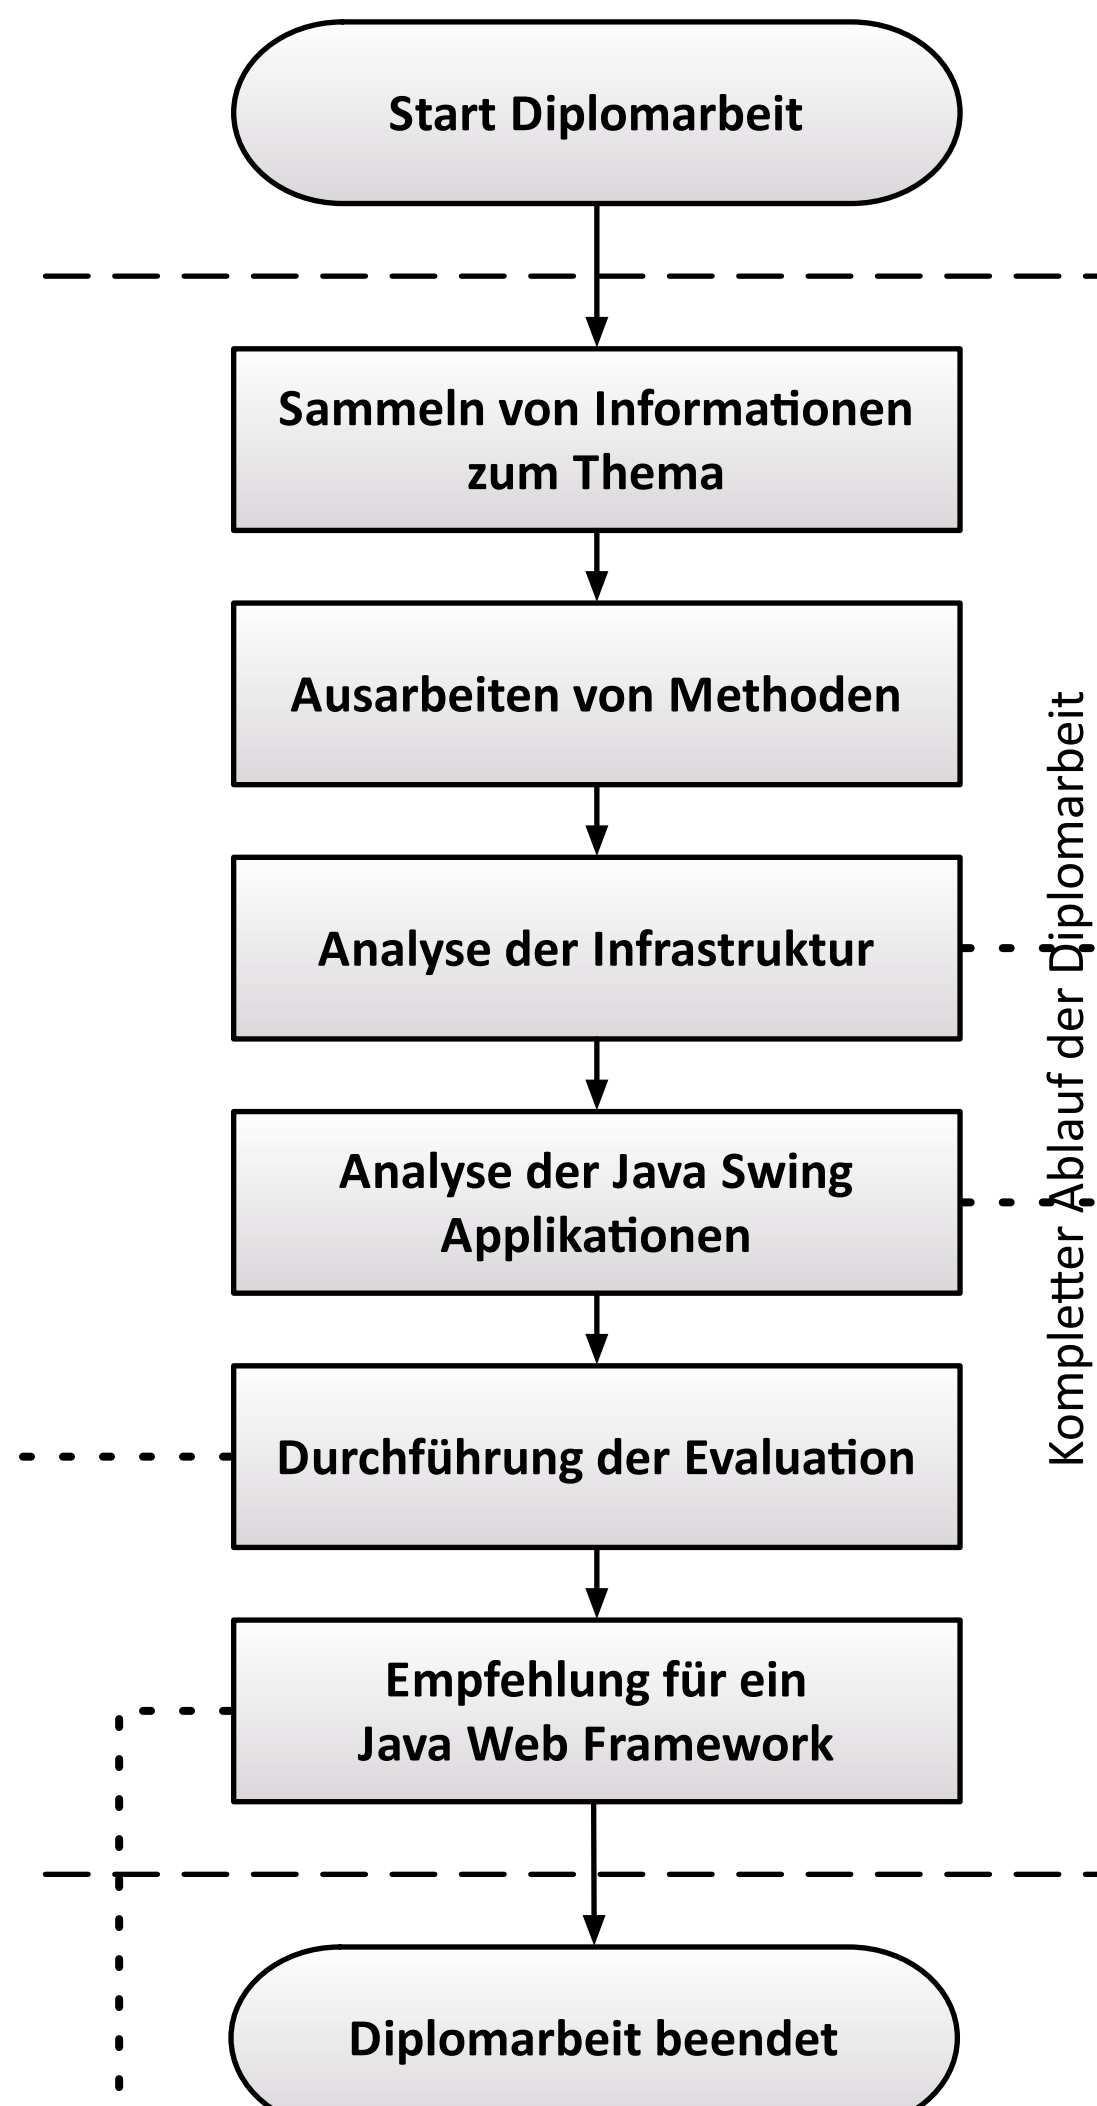 Start Diplomarbeit
Sammeln von Informationen
zum Thema
Ausarbeiten von Methoden
Analyse der Infrastruktur
Analyse der Java Swing
Applikationen
Durchführung der Evaluation
Empfehlung für ein
Java Web Framework
Diplomarbeit beendet
Kompletter Ablauf der Diplomarbeit